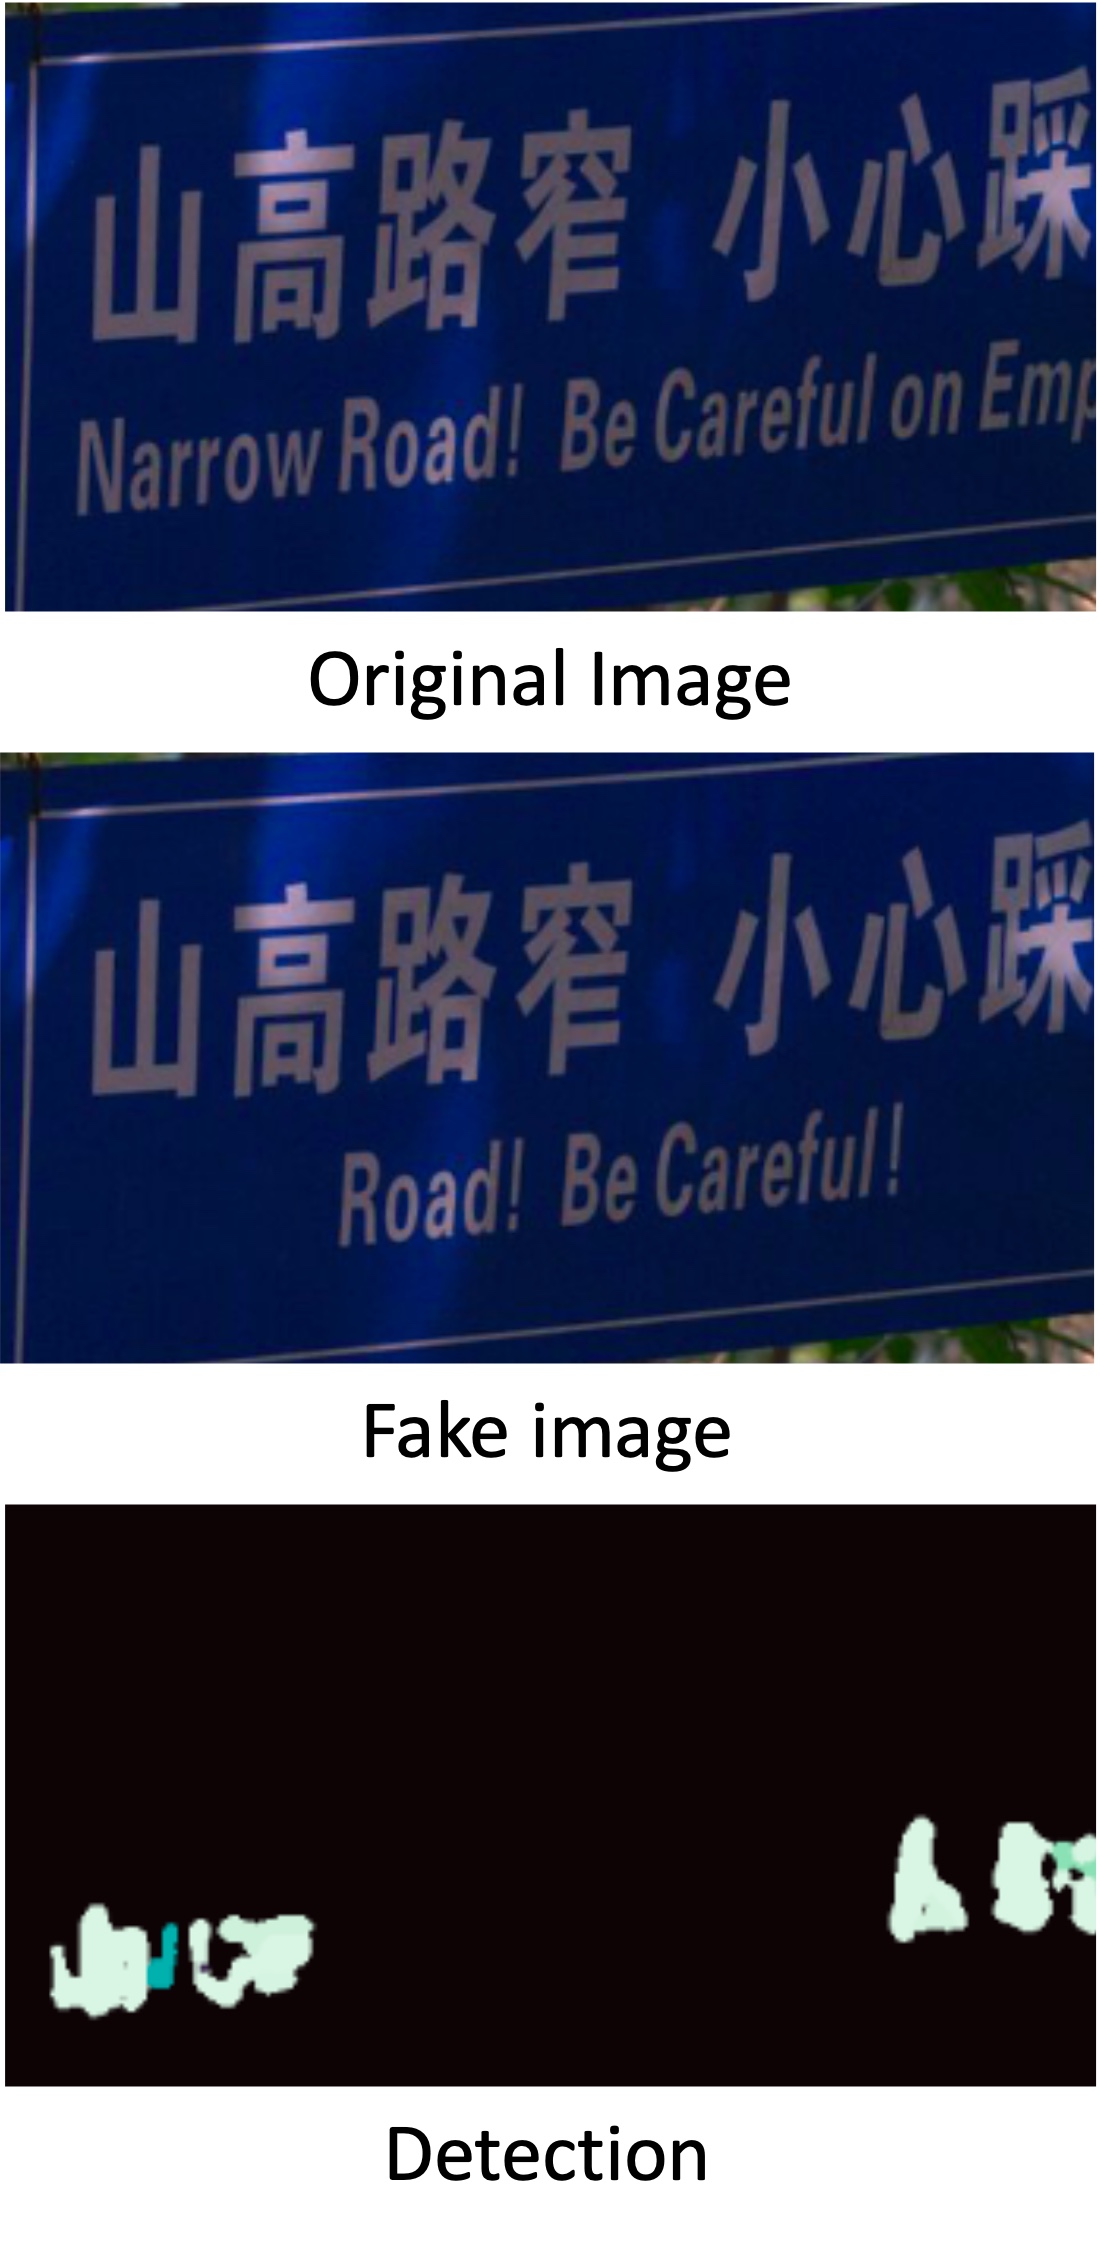 山高路窄 小心踩
Narrow Road! Be Careful on Emp
Original Image
山高路窄 小心踩
Road! Be Careful!
Fake image
Detection